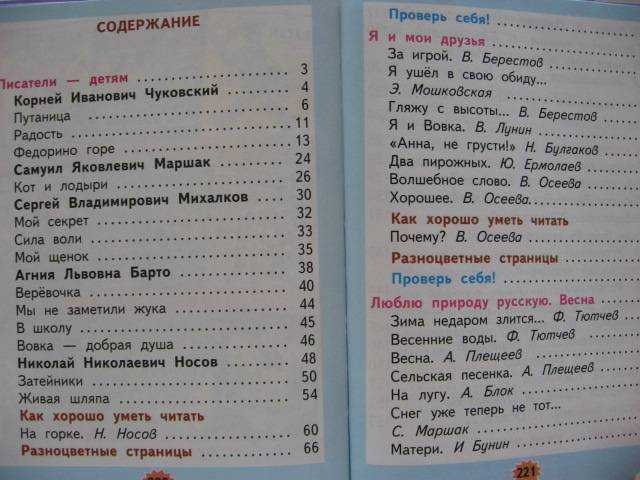 СОДЕРЖАНИЕ
Писатели — детям 3
Корней Иванович Чуковский 4
Путаница 6
Радость 11
Федорино горе 13
Самуил Яковлевич Маршак 24
Кот и лодыри 26
Сергей Владимирович Михалков 30
Мой секрет 32
Сила воли 33
Мой щенок 35
Агния Львовна Барто 38
Верёвочка 40
Мы не заметили жука 44
В школу 45
Вовка — добрая душа 46
Николай Николаевич Носов 48
Затейники 50
Живая шляпа 54
Как хорошо уметь читать
На горке. Н. Носов 60
Разноцветные страницы 66
Проверь себя!
Я и мои друзья
За игрой. В. Берестов
Я ушёл в свою обиду...
Э. Мошковская
Гляжу с высоты... В. Берестов
Я и Вовка. В. Лунин
«Анна, не грусти!» Н. Булгаков
Два пирожных. Ю. Ермолаев
Волшебное слово. В. Осеева
Хорошее. В. Осеева
Как хорошо уметь читать
Почему? В. Осеева
Разноцветные страницы
Проверь себя!
Люблю природу русскую. Весна
Зима недаром злится... Ф. Тютчев
Весенние воды. Ф. Тютчев
Весна. А. Плещеев
Сельская песенка. А. Плещеев
На лугу. А. Блок
Снег уже теперь не тот...
С. Маршак
Матери. И Бунин
221